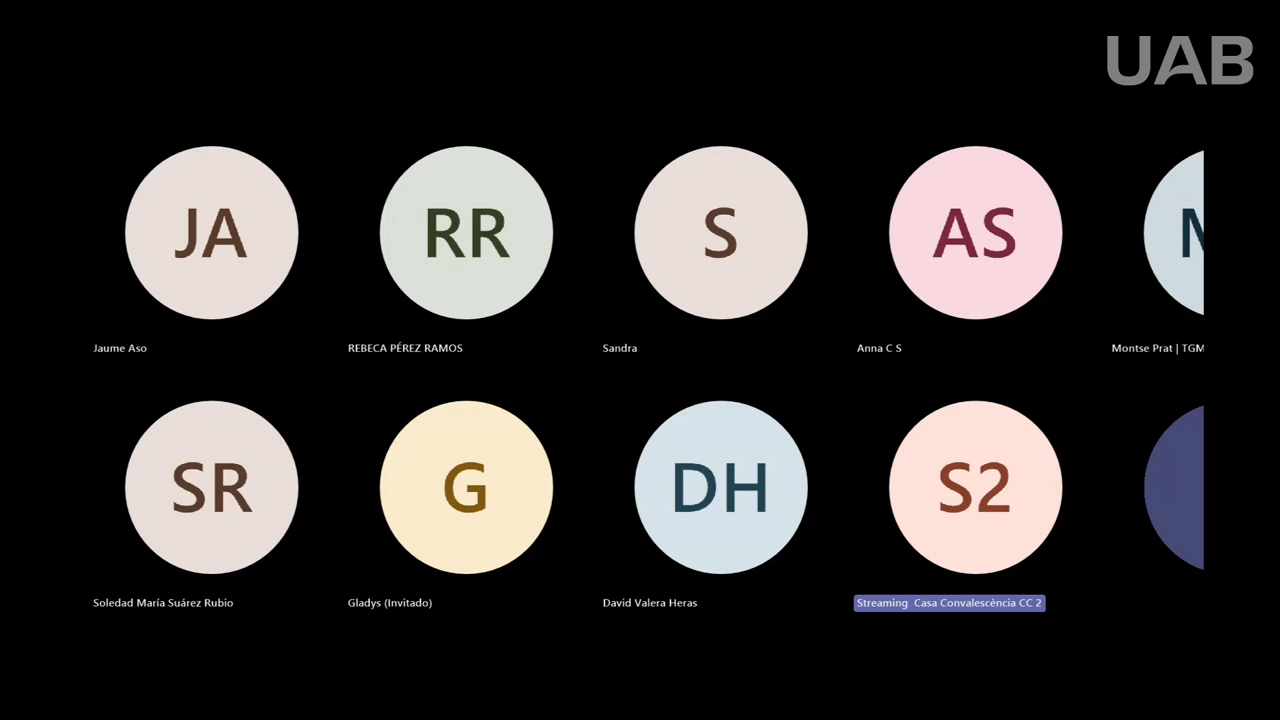 UAB
JA
RR
S
AS
Jaume Aso
REBECA PÉREZ RAMOS
Sandra
Anna C S
Montse Prat | TGM
SR
G
DH
S2
Soledad María Suárez Rubio
Gladys (Invitado)
David Valera Heras
Streaming Casa Convalescència CC 2